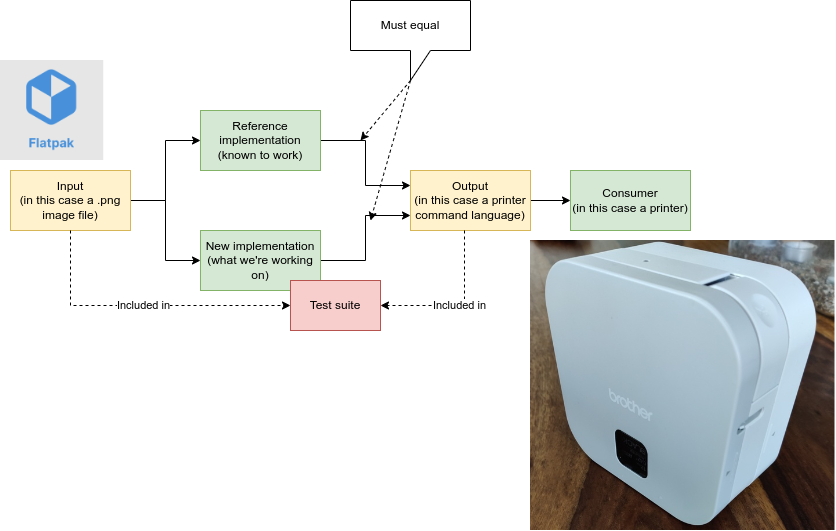 Must equal
Flatpak
Reference
implementation
(known to work)
Input
(in this case a .png
image file)
Output
(in this case a printer
command language)
Consumer
(in this case a printer)
New implementation
(what we're working
on)
Included in
Test suite
Included in
brother